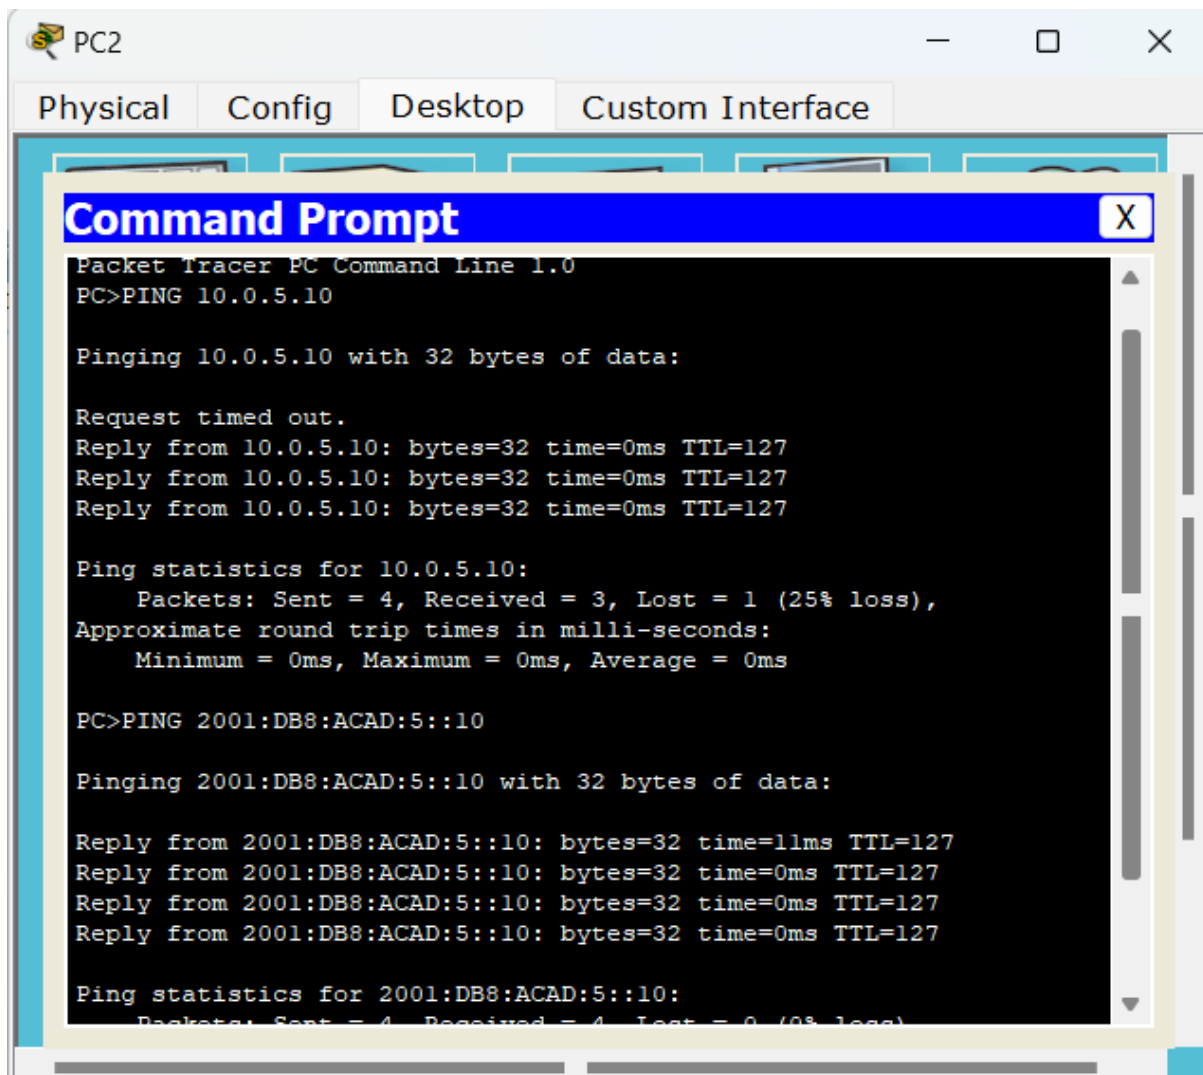 PC2
Physical Config Desktop Custom Interface
Command Prompt
X
Packet Tracer PC Command Line 1.0
PC>PING 10.0.5.10
Pinging 10.0.5.10 with 32 bytes of data:
Request timed out.
Reply from 10.0.5.10: bytes=32 time=0ms TTL=127
Reply from 10.0.5.10: bytes=32 time=0ms TTL=127
Reply from 10.0.5.10: bytes=32 time=0ms TTL=127
Ping statistics for 10.0.5.10:
Packets: Sent = 4, Received = 3, Lost = 1 (25% loss),
Approximate round trip times in milli-seconds:
Minimum = 0ms, Maximum = 0ms, Average = 0ms
PC>PING 2001:DB8:ACAD:5::10
Pinging 2001:DB8:ACAD:5::10 with 32 bytes of data:
Reply from 2001:DB8:ACAD:5::10: bytes=32 time=11ms TTL=127
Reply from 2001:DB8:ACAD:5::10: bytes=32 time=0ms TTL=127
Reply from 2001:DB8:ACAD:5::10: bytes=32 time=0ms TTL=127
Reply from 2001:DB8:ACAD:5::10: bytes=32 time=0ms TTL=127
Ping statistics for 2001:DB8:ACAD:5::10:
Packets: Sent = 4, Received = 4, Lost = 0 (0% loss)